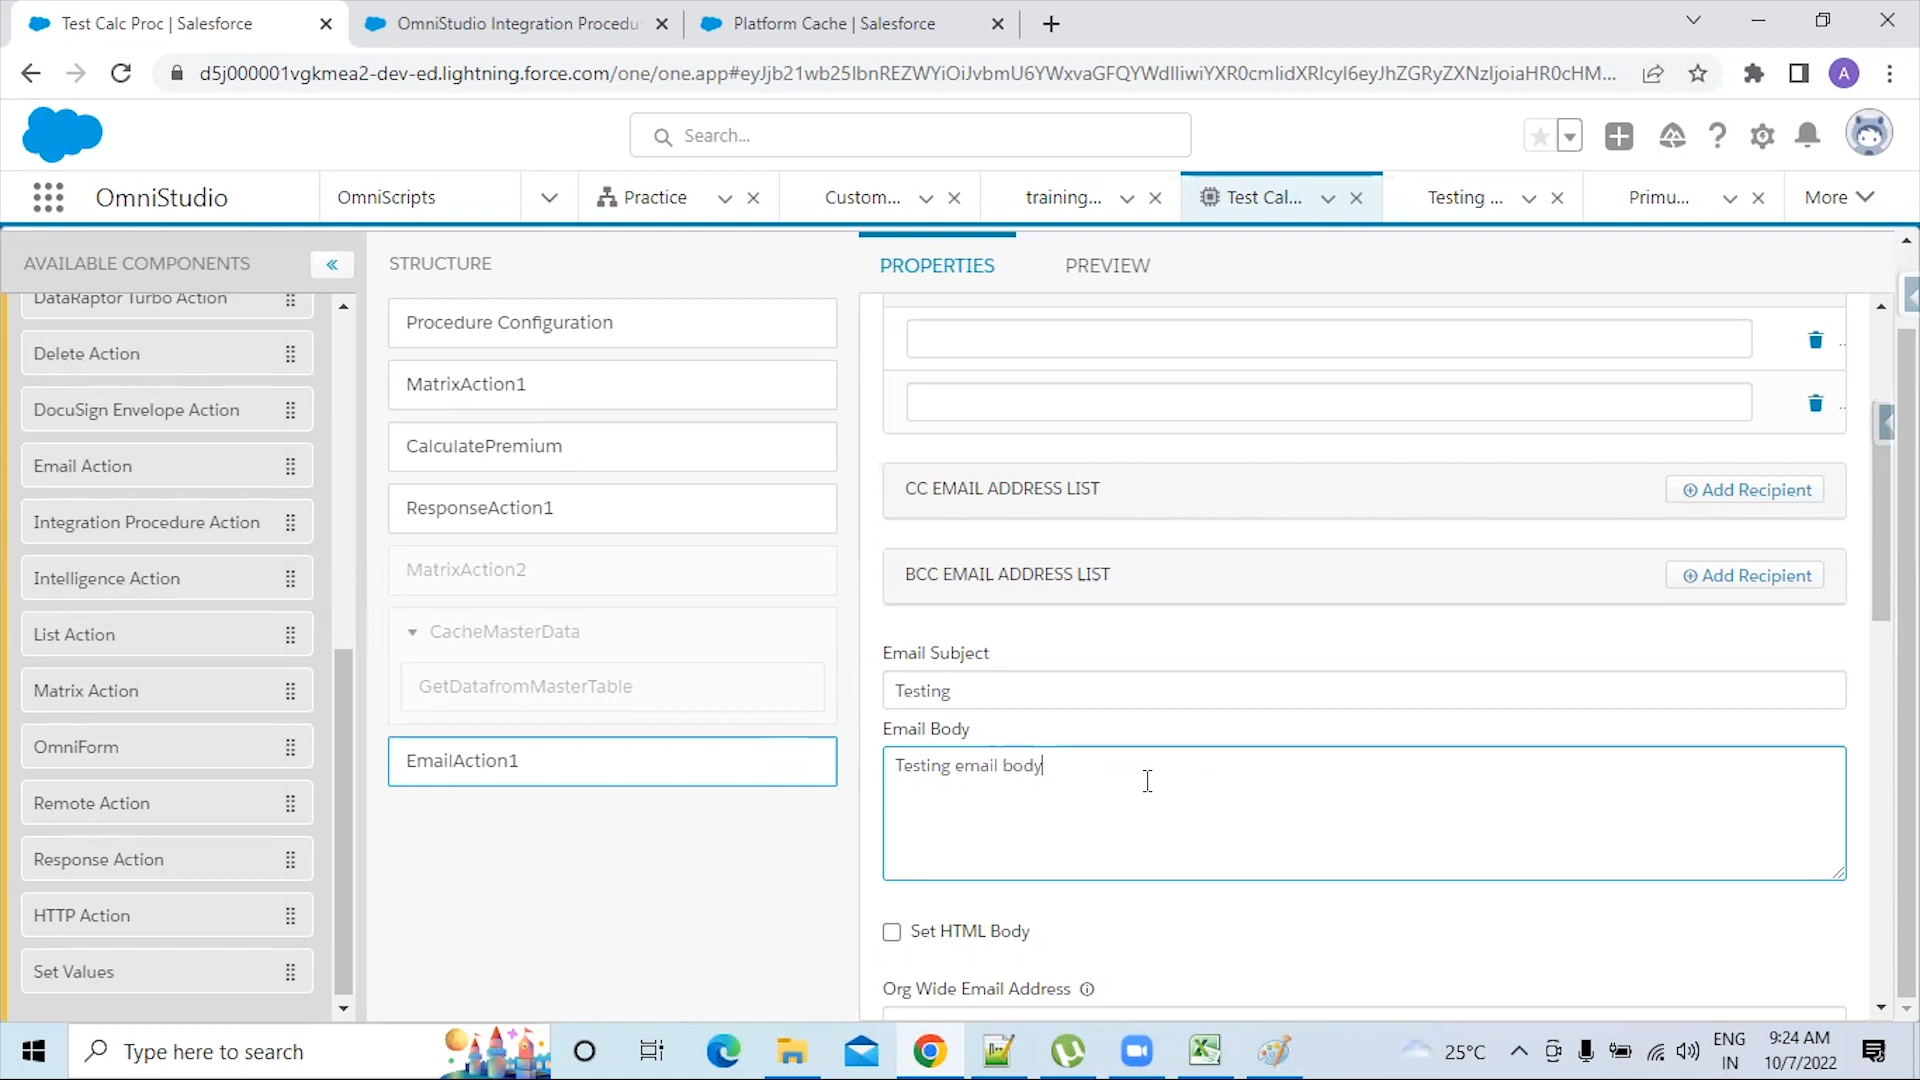 Test Calc Proc | Salesforce
OmniStudio Integration Procedu
Platform Cache | Salesforce
d5j000001vgkmea2-dev-ed.lightning.force.com/one/one.app#eyJjb21wb25lbnREZWYiOiJvbmU6YWxvaGFQYWdlIiwiYXR0cmlidXRlcyI6eyJhZGRyZXNzIjoiaHR0cHM...
A
Search...
OmniStudio
OmniScripts
Practice
Custom...
training...
Test Cal...
Testing ...
Primu...
More
AVAILABLE COMPONENTS
STRUCTURE
PROPERTIES
PREVIEW
DataRaptor Turbo Action
Delete Action
DocuSign Envelope Action
Email Action
Integration Procedure Action
Intelligence Action
List Action
Matrix Action
OmniForm
Remote Action
Response Action
HTTP Action
Set Values
Procedure Configuration
MatrixAction1
CalculatePremium
ResponseAction1
MatrixAction2
CacheMasterData
GetDatafromMasterTable
EmailAction1
CC EMAIL ADDRESS LIST
Add Recipient
BCC EMAIL ADDRESS LIST
Add Recipient
Email Subject
Testing
Email Body
Testing email body
Set HTML Body
Org Wide Email Address
Type here to search
25°C
ENG
IN
9:24 AM
10/7/2022